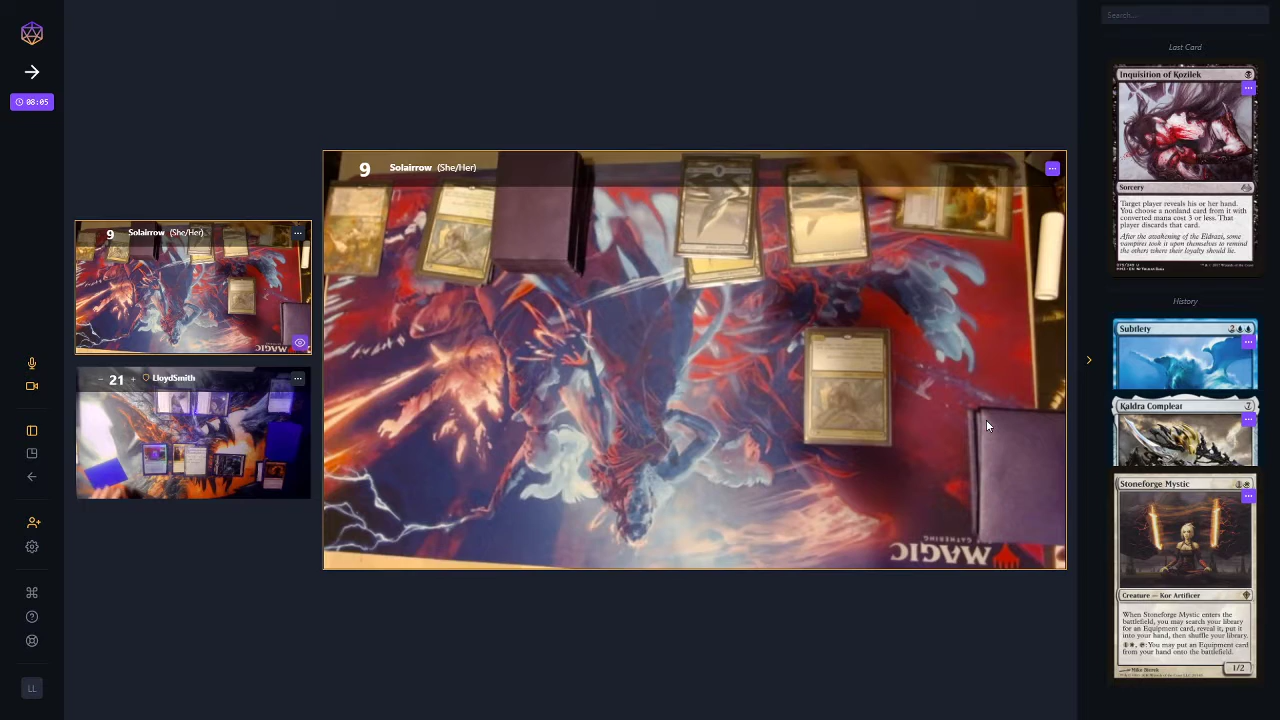 08:05
9 Solairrow (She/Her)
- 21 + LloydSmith
LL
9 Solairrow (She/Her)
MAGIC
Search...
Last Card
Inquisition of Kozilek
Sorcery
Target player reveals his or her hand.
You choose a nonland card from it with
converted mana cost 3 or less. That
player discards that card.
After the awakening of the Eldrazi, some
vampires took it upon themselves to remind
the others where their loyalty should lie.
History
Subtlety 2
Kaldra Compleat 7
Stoneforge Mystic 1
Creature — Kor Artificer
When Stoneforge Mystic enters the
battlefield, you may search your library
for an Equipment card, reveal it, put it
into your hand, then shuffle your library.
You may put an Equipment card
from your hand onto the battlefield.
1/2